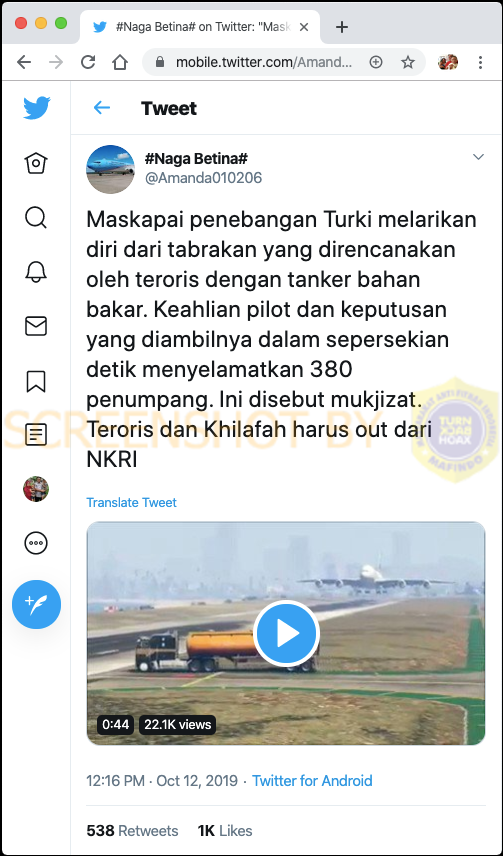 #Naga Betina# on Twitter: "Mask
mobile.twitter.com/Amand...
Tweet
#Naga Betina#
@Amanda010206
Maskapai penebangan Turki melarikan
diri dari tabrakan yang direncanakan
oleh teroris dengan tanker bahan
bakar. Keahlian pilot dan keputusan
yang diambilnya dalam sepersekian
detik menyelamatkan 380
penumpang. Ini disebut mukjizat.
Teroris dan Khilafah harus out dari
NKRI
SCREENSHOT BY
TURN
BACK
HOAX
MAFINDO
Translate Tweet
0:44 22.1K views
12:16 PM · Oct 12, 2019 · Twitter for Android
538 Retweets 1K Likes